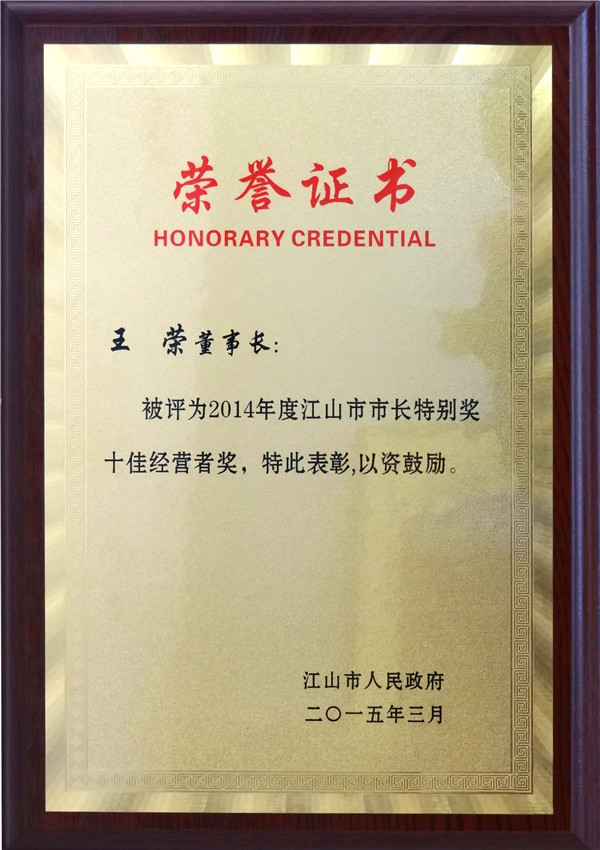 荣誉证书
HONORARY CREDENTIAL
王 荣董事长:
被评为2014年度江山市市长特别奖
十佳经营者奖，特此表彰,以资鼓励。
江山市人民政府
二〇一五年三月